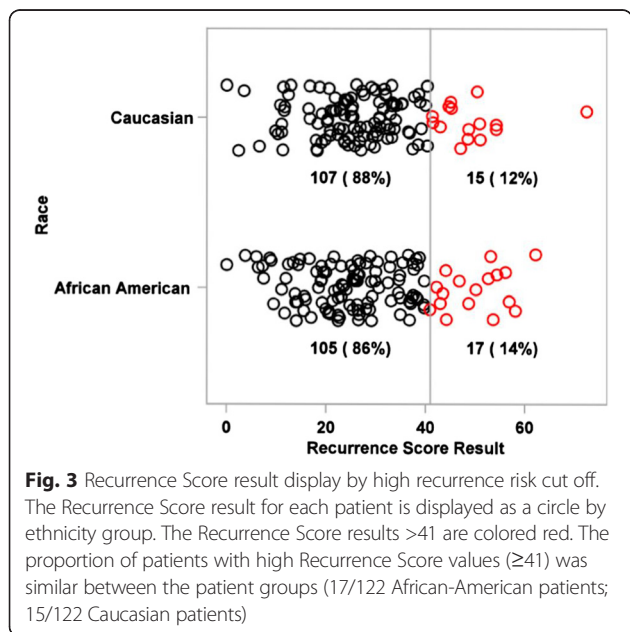 Race
Caucasian
107 ( 88%)
15 ( 12%)
African American
105 ( 86%)
17 ( 14%)
0
20
40
60
Recurrence Score Result
Fig. 3 Recurrence Score result display by high recurrence risk cut off.
The Recurrence Score result for each patient is displayed as a circle by
ethnicity group. The Recurrence Score results >41 are colored red. The
proportion of patients with high Recurrence Score values (≥41) was
similar between the patient groups (17/122 African-American patients;
15/122 Caucasian patients)